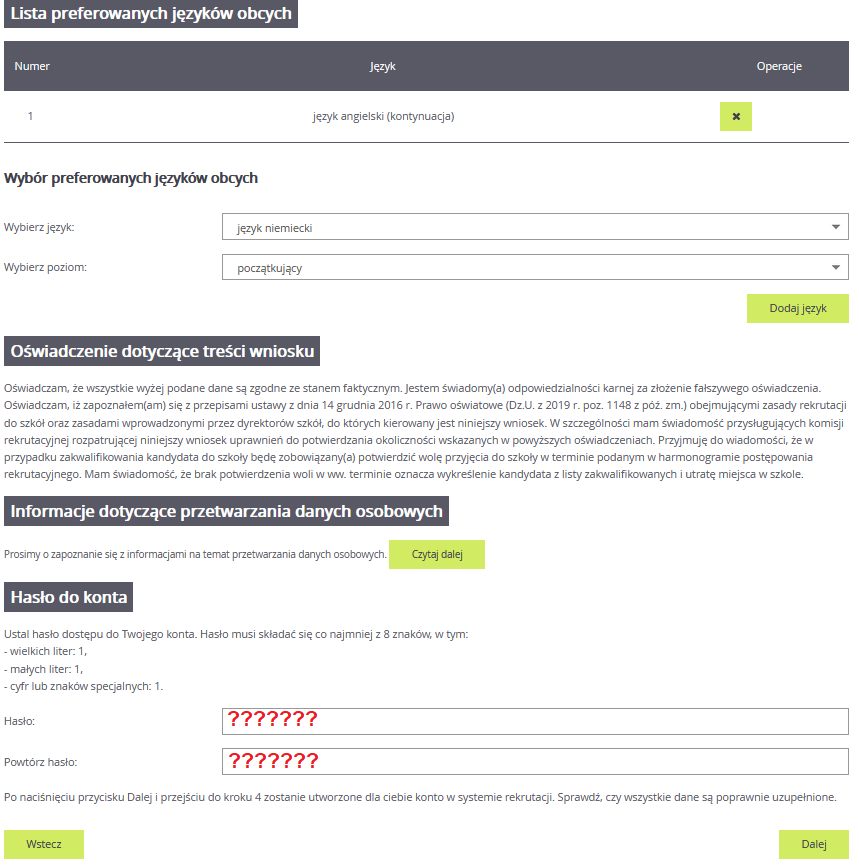 Lista preferowanych języków obcych
Numer Język Operacje
1 język angielski (kontynuacja) ✖
Wybór preferowanych języków obcych
Wybierz język: język niemiecki
Wybierz poziom: początkujący
Dodaj język
Oświadczenie dotyczące treści wniosku
Oświadczam, że wszystkie wyżej podane dane są zgodne ze stanem faktycznym. Jestem świadomy(a) odpowiedzialności karnej za złożenie fałszywego oświadczenia.
Oświadczam, iż zapoznałem(am) się z przepisami ustawy z dnia 14 grudnia 2016 r. Prawo oświatowe (Dz.U. z 2019 r. poz. 1148 z póź. zm.) obejmującymi zasady rekrutacji
do szkół oraz zasadami wprowadzonymi przez dyrektorów szkół, do których kierowany jest niniejszy wniosek. W szczególności mam świadomość przysługujących komisji
rekrutacyjnej rozpatrującej niniejszy wniosek uprawnień do potwierdzania okoliczności wskazanych w powyższych oświadczeniach. Przyjmuję do wiadomości, że w
przypadku zakwalifikowania kandydata do szkoły będę zobowiązany(a) potwierdzić wolę przyjęcia do szkoły w terminie podanym w harmonogramie postępowania
rekrutacyjnego. Mam świadomość, że brak potwierdzenia woli w ww. terminie oznacza wykreślenie kandydata z listy zakwalifikowanych i utratę miejsca w szkole.
Informacje dotyczące przetwarzania danych osobowych
Prosimy o zapoznanie się z informacjami na temat przetwarzania danych osobowych. Czytaj dalej
Hasło do konta
Ustal hasło dostępu do Twojego konta. Hasło musi składać się co najmniej z 8 znaków, w tym:
- wielkich liter: 1,
- małych liter: 1,
- cyfr lub znaków specjalnych: 1.
Hasło: ???????
Powtórz hasło: ???????
Po naciśnięciu przycisku Dalej i przejściu do kroku 4 zostanie utworzone dla ciebie konto w systemie rekrutacji. Sprawdź, czy wszystkie dane są poprawnie uzupełnione.
Wstecz Dalej